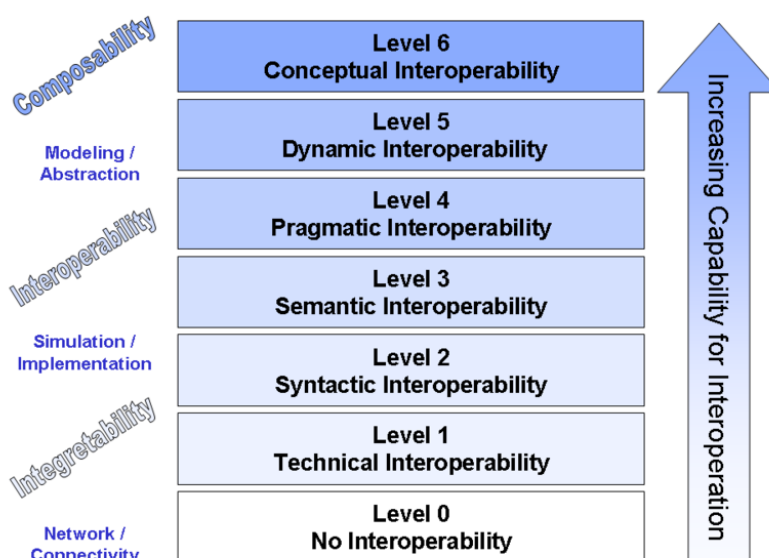 Composability
Modeling /
Abstraction
Interoperability
Simulation /
Implementation
Integretability
Network /
Connectivity
Level 6
Conceptual Interoperability
Level 5
Dynamic Interoperability
Level 4
Pragmatic Interoperability
Level 3
Semantic Interoperability
Level 2
Syntactic Interoperability
Level 1
Technical Interoperability
Level 0
No Interoperability
Increasing Capability for Interoperation